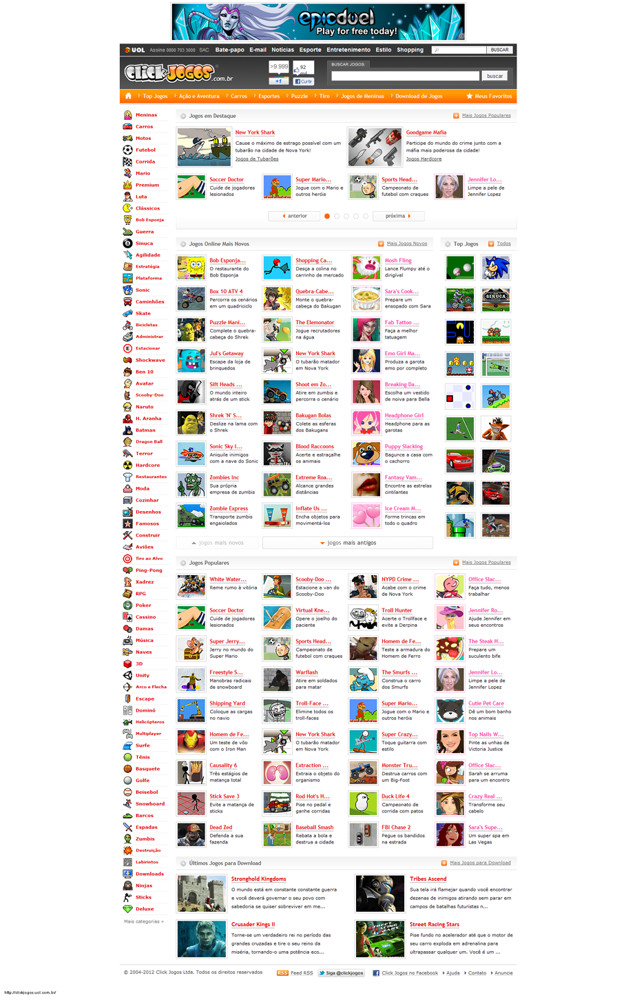 epicduel
Play for free today!
UOL Assine 0800 703 3000 SAC Bate-papo E-mail Notícias Esporte Entretenimento Estilo Shopping BUSCAR
CLICK JOGOS .com.br
>9.999 92 mil
+1 Curtir
BUSCAR JOGOS:
buscar
Top Jogos Ação e Aventura Carros Esportes Puzzle Tiro Jogos de Meninas Download de Jogos Meus Favoritos
Meninas
Carros
Motos
Futebol
Corrida
Mario
Premium
Luta
Clássicos
Bob Esponja
Guerra
Sinuca
Agilidade
Estratégia
Plataforma
Sonic
Caminhões
Skate
Bicicletas
Administrar
Estacionar
Shockwave
Ben 10
Avatar
Scooby-Doo
Naruto
H. Aranha
Batman
Dragon Ball
Terror
Hardcore
Restaurantes
Moda
Cozinhar
Desenhos
Famosos
Construir
Aviões
Tiro ao Alvo
Ping-Pong
Xadrez
RPG
Poker
Cassino
Damas
Música
Naves
3D
Unity
Arco e Flecha
Escape
Dominó
Helicópteros
Multiplayer
Surfe
Tênis
Basquete
Golfe
Beisebol
Snowboard
Barcos
Espadas
Zumbis
Destruição
Labirintos
Downloads
Ninjas
Sticks
Deluxe
Mais categorias »
Jogos em Destaque
Mais Jogos Populares
New York Shark
Cause o máximo de estrago possível com um
tubarão na cidade de Nova York!
Jogos de Tubarões
Goodgame Mafia
Participe do mundo do crime junto com a
máfia mais poderosa da cidade!
Jogos Hardcore
Soccer Doctor
Cuide de jogadores
lesionados
Super Mario...
Jogue com o Mario e
outros heróis
Sports Head...
Campeonato de
futebol com craques
Jennifer Lo...
Limpe a pele de
Jennifer Lopez
anterior
próxima
Jogos Online Mais Novos
Mais Jogos Novos
Bob Esponja...
O restaurante do
Bob Esponja
Shopping Ca...
Desça a colina no
carrinho de mercado
Mosh Fling
Lance Flumpy até o
dirigível
Box 10 ATV 4
Percorra os cenários
em um quadriciclo
Quebra-Cabe...
Monte o quebra-
cabeça do Bakugan
Sara's Cook...
Prepare um
ensopado com Sara
Puzzle Mani...
Complete o quebra-
cabeça do Shrek
The Elemonator
Jogue recrutadores
na água
Fab Tattoo ...
Faça a melhor
tatuagem
Jul's Getaway
Escape da loja de
brinquedos
New York Shark
O tubarão matador
em Nova York
Emo Girl Ma...
Produza a garota
emo por completo
Sift Heads ...
O mundo inteiro
atrás de um stick
Shoot em Zo...
Atire em zumbis e
percorra o cenário
Breaking Da...
Escolha um vestido
de noiva para Bella
Shrek 'N' S...
Deslize na lama com
o Shrek
Bakugan Bolas
Colete as esferas
dos Bakugans
Headphone Girl
Headphone para as
garotas
Sonic Sky I...
Aniquile inimigos
com a nave do Sonic
Blood Raccoons
Acerte e estraçalhe
os animais
Puppy Slacking
Bagunce a casa com
o cachorro
Zombies Inc
Sua própria
empresa de zumbis
Extreme Roa...
Alcance grandes
distâncias
Fantasy Vam...
Encontre as estrelas
cintilantes
Zombie Express
Transporte zumbis
engaiolados
Inflate Us ...
Encha objetos para
movimentá-los
Ice Cream M...
Forme trincas em
todo o quadro
jogos mais novos
jogos mais antigos
Top Jogos
Todos
SINUCA
Jogos Populares
Mais Jogos Populares
White Water...
Reme rumo à vitória
Scooby-Doo ...
Estacione a van do
Scooby-Doo
NYPD Crime ...
Acabe com o crime
de Nova York
Office Slac...
Faça tudo, menos
trabalhar
Soccer Doctor
Cuide de jogadores
lesionados
Virtual Kne...
Opere o joelho do
paciente
Troll Hunter
Acerte o Trollface e
evite a Derpina
Jennifer Ro...
Ajude Jennifer em
seus encontros
Super Jerry...
Jerry no mundo do
Super Mario
Sports Head...
Campeonato de
futebol com craques
Homem de Fe...
Teste a armadura do
Homem de Ferro
The Steak H...
Prepare um
suculento bife
Freestyle S...
Manobras radicais
de snowboard
Warflash
Atire em soldados
para matar
The Smurfs ...
Construa o carro
dos Smurfs
Jennifer Lo...
Limpe a pele de
Jennifer Lopez
Shipping Yard
Coloque as cargas
no navio
Troll-Face ...
Elimine todos os
troll-faces
Super Mario...
Jogue com o Mario e
outros heróis
Cutie Pet Care
Dê um bom banho
nos animais
Homem de Fe...
Um teste de vôo
com o Iron Man
New York Shark
O tubarão matador
em Nova York
Super Crazy...
Toque guitarra com
estilo
Top Nails W...
Pinte as unhas de
Victoria Justice
Causality 6
Três estágios de
matança total
Extraction ...
Extraia o objeto do
organismo
Monster Tru...
Destrua carros com
um Big-Foot
Office Slac...
Sarah se arruma
para um encontro
Stick Save 3
Evite a matança de
sticks
Rod Hot's H...
Pise no pedal e
ganhe corridas
Duck Life 4
Campeonato de
corrida com patos
Crazy Real ...
Transforme seu
cabelo
Dead Zed
Defenda a sua
fazenda
Baseball Smash
Rebata a bola e
destrua a cidade
FBI Chase 2
Pegue os bandidos
na estrada
Sara's Supe...
Um super spa em
Las Vegas
Últimos Jogos para Download
Mais Jogos para Download
Stronghold Kingdoms
O mundo está em constante constante guerra
e você deverá governar o seu povo com
sabedoria se quiser sobreviver em me...
Tribes Ascend
Sua tela irá flamejar quando você encontrar
dezenas de inimigos atirando sem parar em
campos de batalhas futuristas n...
Crusader Kings II
Torne-se um verdadeiro rei no período das
grandes cruzadas e tire o seu reino da
miséria, tornando-o uma potência eco...
Street Racing Stars
Pise fundo no acelerador até que o motor de
seu carro exploda em adrenalina para
ultrapassar qualquer um. Você é um ...
© 2004-2012 Click Jogos Ltda. Todos os direitos reservados
RSS Feed RSS Siga @clickjogos Click Jogos no Facebook Ajuda Contato Anuncie
http://clickjogos.uol.com.br/